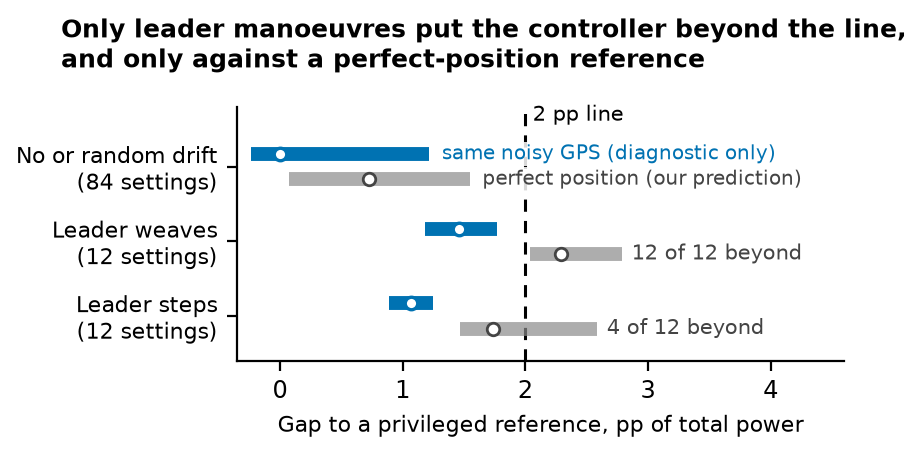 Only leader manoeuvres put the controller beyond the line,
and only against a perfect-position reference
2 pp line
No or random drift
(84 settings)
same noisy GPS (diagnostic only)
perfect position (our prediction)
Leader weaves
(12 settings)
12 of 12 beyond
Leader steps
(12 settings)
4 of 12 beyond
0 1 2 3 4
Gap to a privileged reference, pp of total power